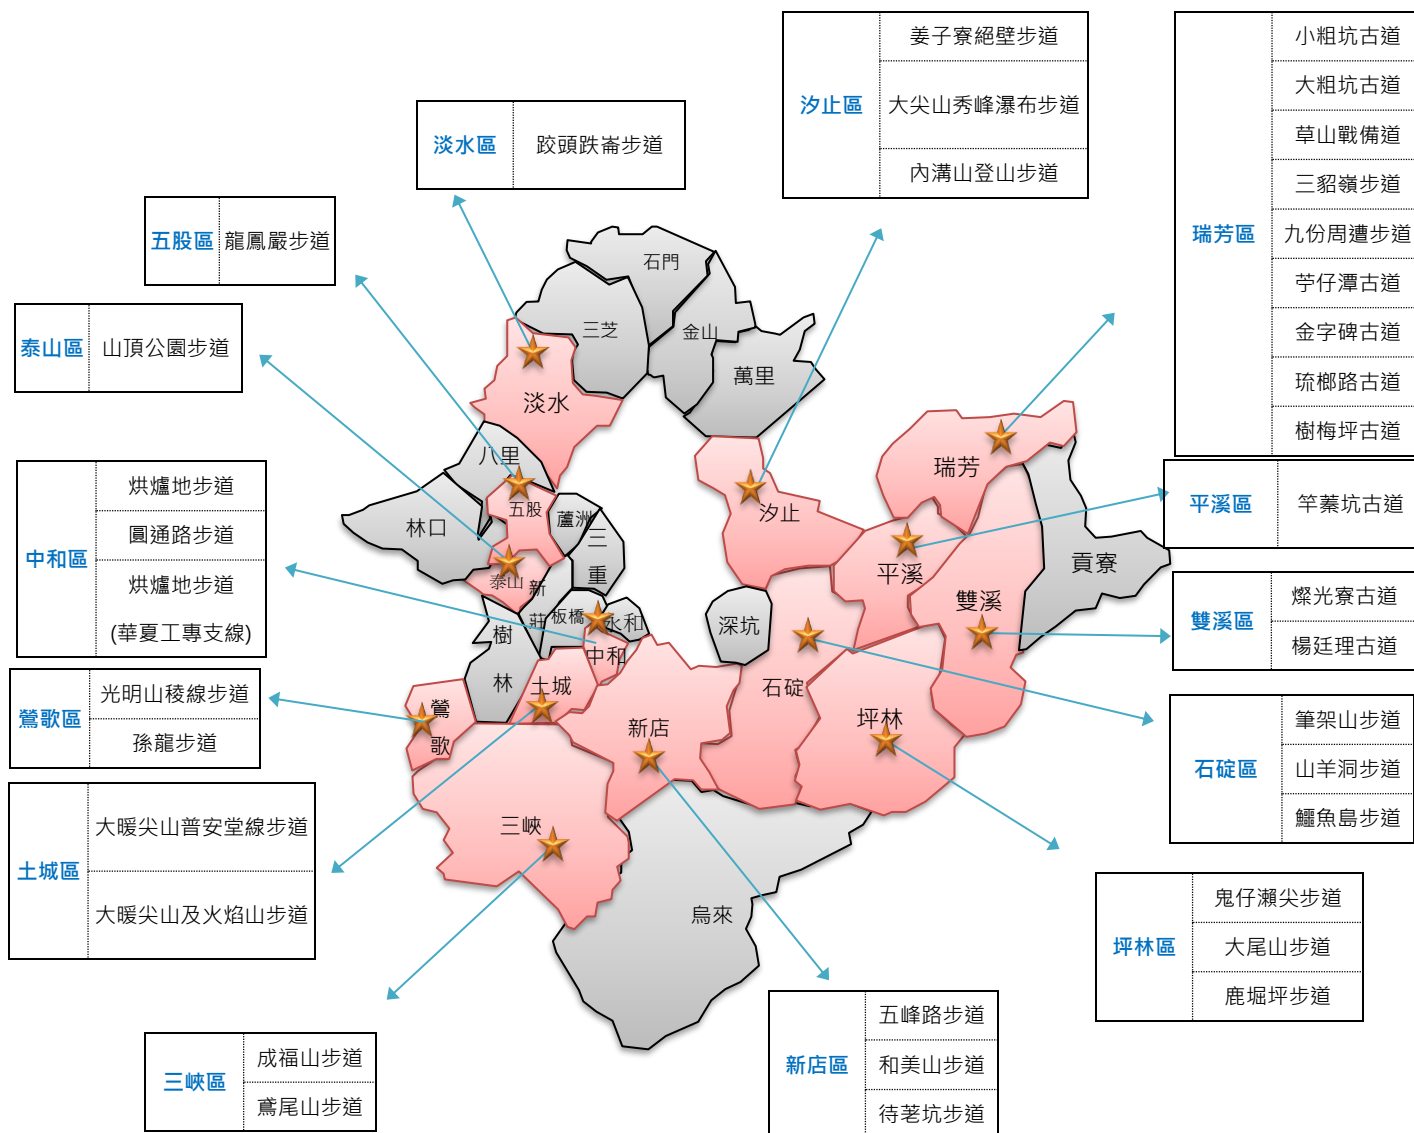 汐止區
姜子寮絕壁步道
大尖山秀峰瀑布步道
內溝山登山步道
瑞芳區
小粗坑古道
大粗坑古道
草山戰備道
三貂嶺步道
九份周遭步道
苧仔潭古道
金字碑古道
琉榔路古道
樹梅坪古道
淡水區
跤頭趺崙步道
五股區
龍鳳嚴步道
泰山區
山頂公園步道
中和區
烘爐地步道
圓通路步道
烘爐地步道
(華夏工專支線)
鶯歌區
光明山稜線步道
孫龍步道
土城區
大暖尖山普安堂線步道
大暖尖山及火焰山步道
三峽區
成福山步道
鳶尾山步道
新店區
五峰路步道
和美山步道
待荖坑步道
坪林區
鬼仔瀨尖步道
大尾山步道
鹿堀坪步道
石碇區
筆架山步道
山羊洞步道
鱷魚島步道
雙溪區
燦光寮古道
楊廷理古道
平溪區
竿蓁坑古道
石門
三芝
金山
萬里
淡水
八里
林口
五股
蘆洲
三重
泰山
新莊
板橋
永和
中和
樹林
土城
鶯歌
三峽
新店
烏來
深坑
石碇
坪林
汐止
平溪
雙溪
瑞芳
貢寮